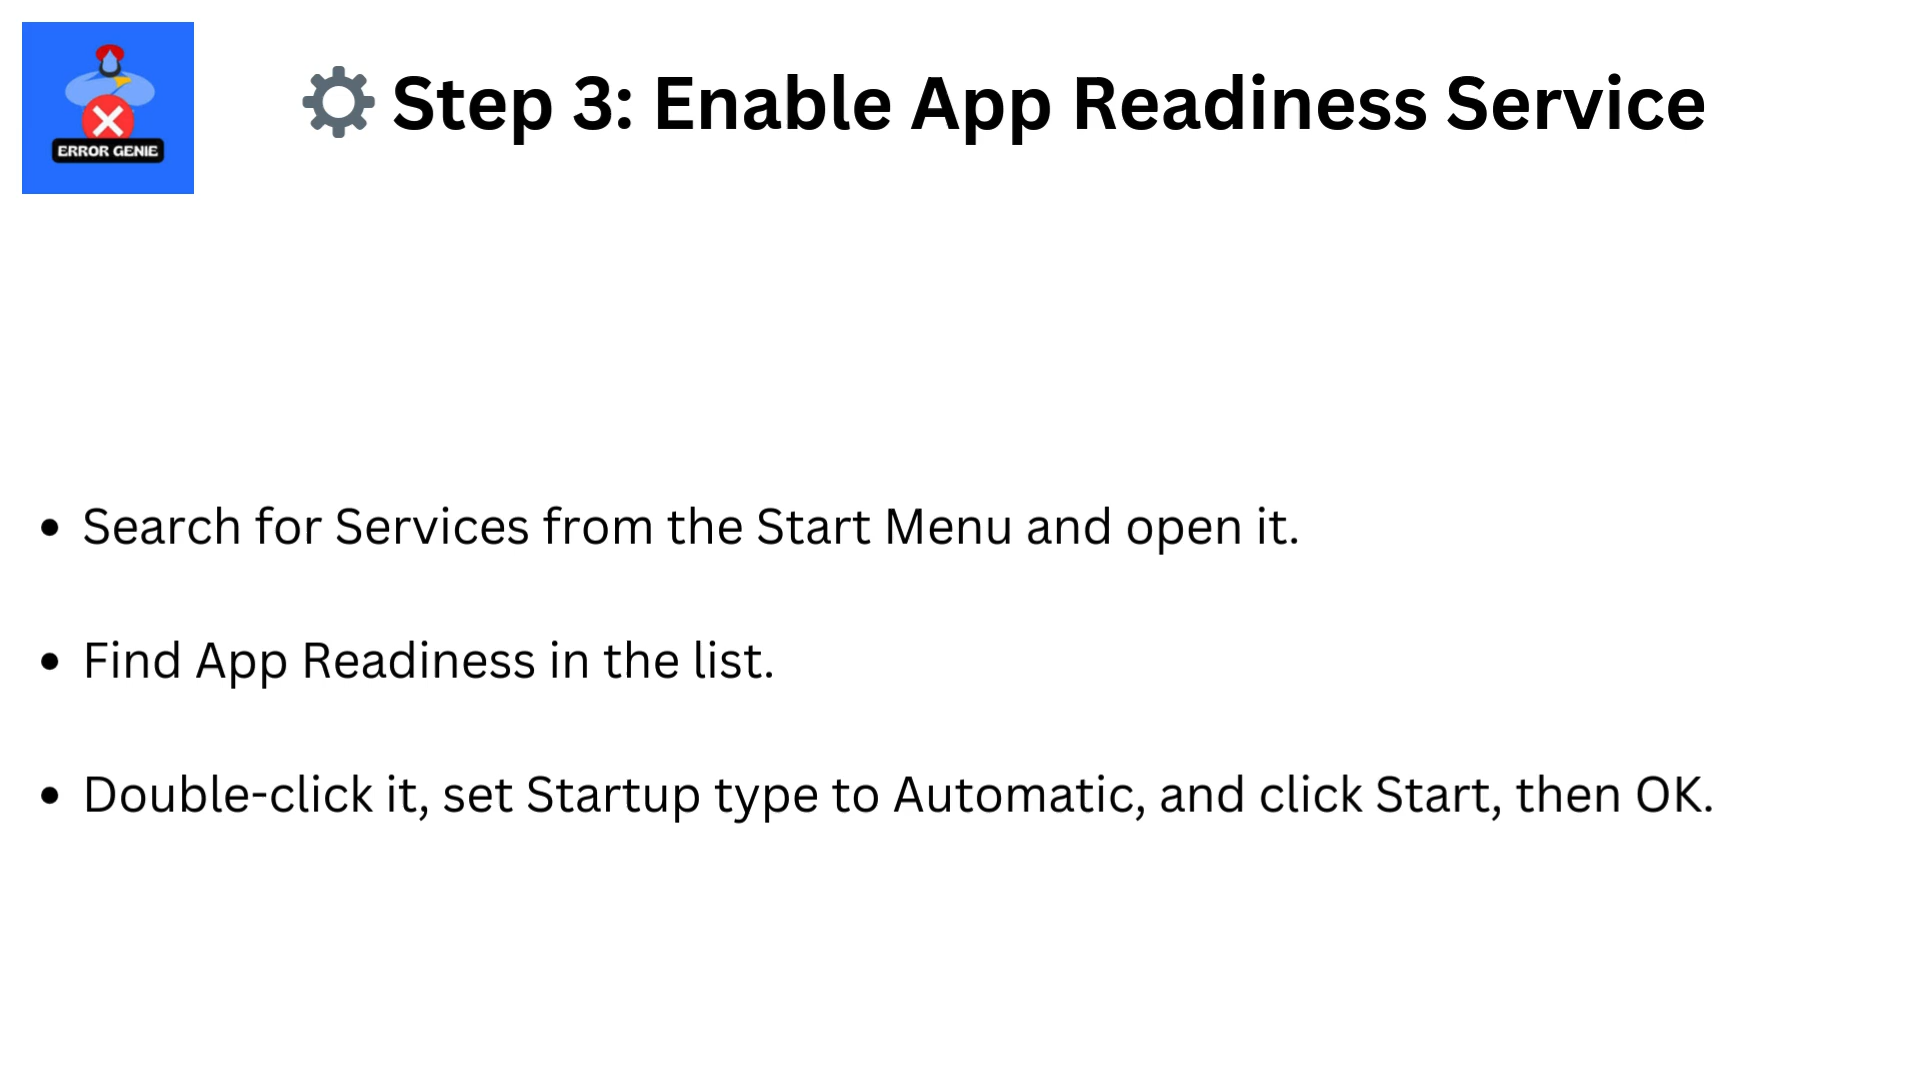 ERROR GENIE
⚙ Step 3: Enable App Readiness Service
• Search for Services from the Start Menu and open it.
• Find App Readiness in the list.
• Double-click it, set Startup type to Automatic, and click Start, then OK.